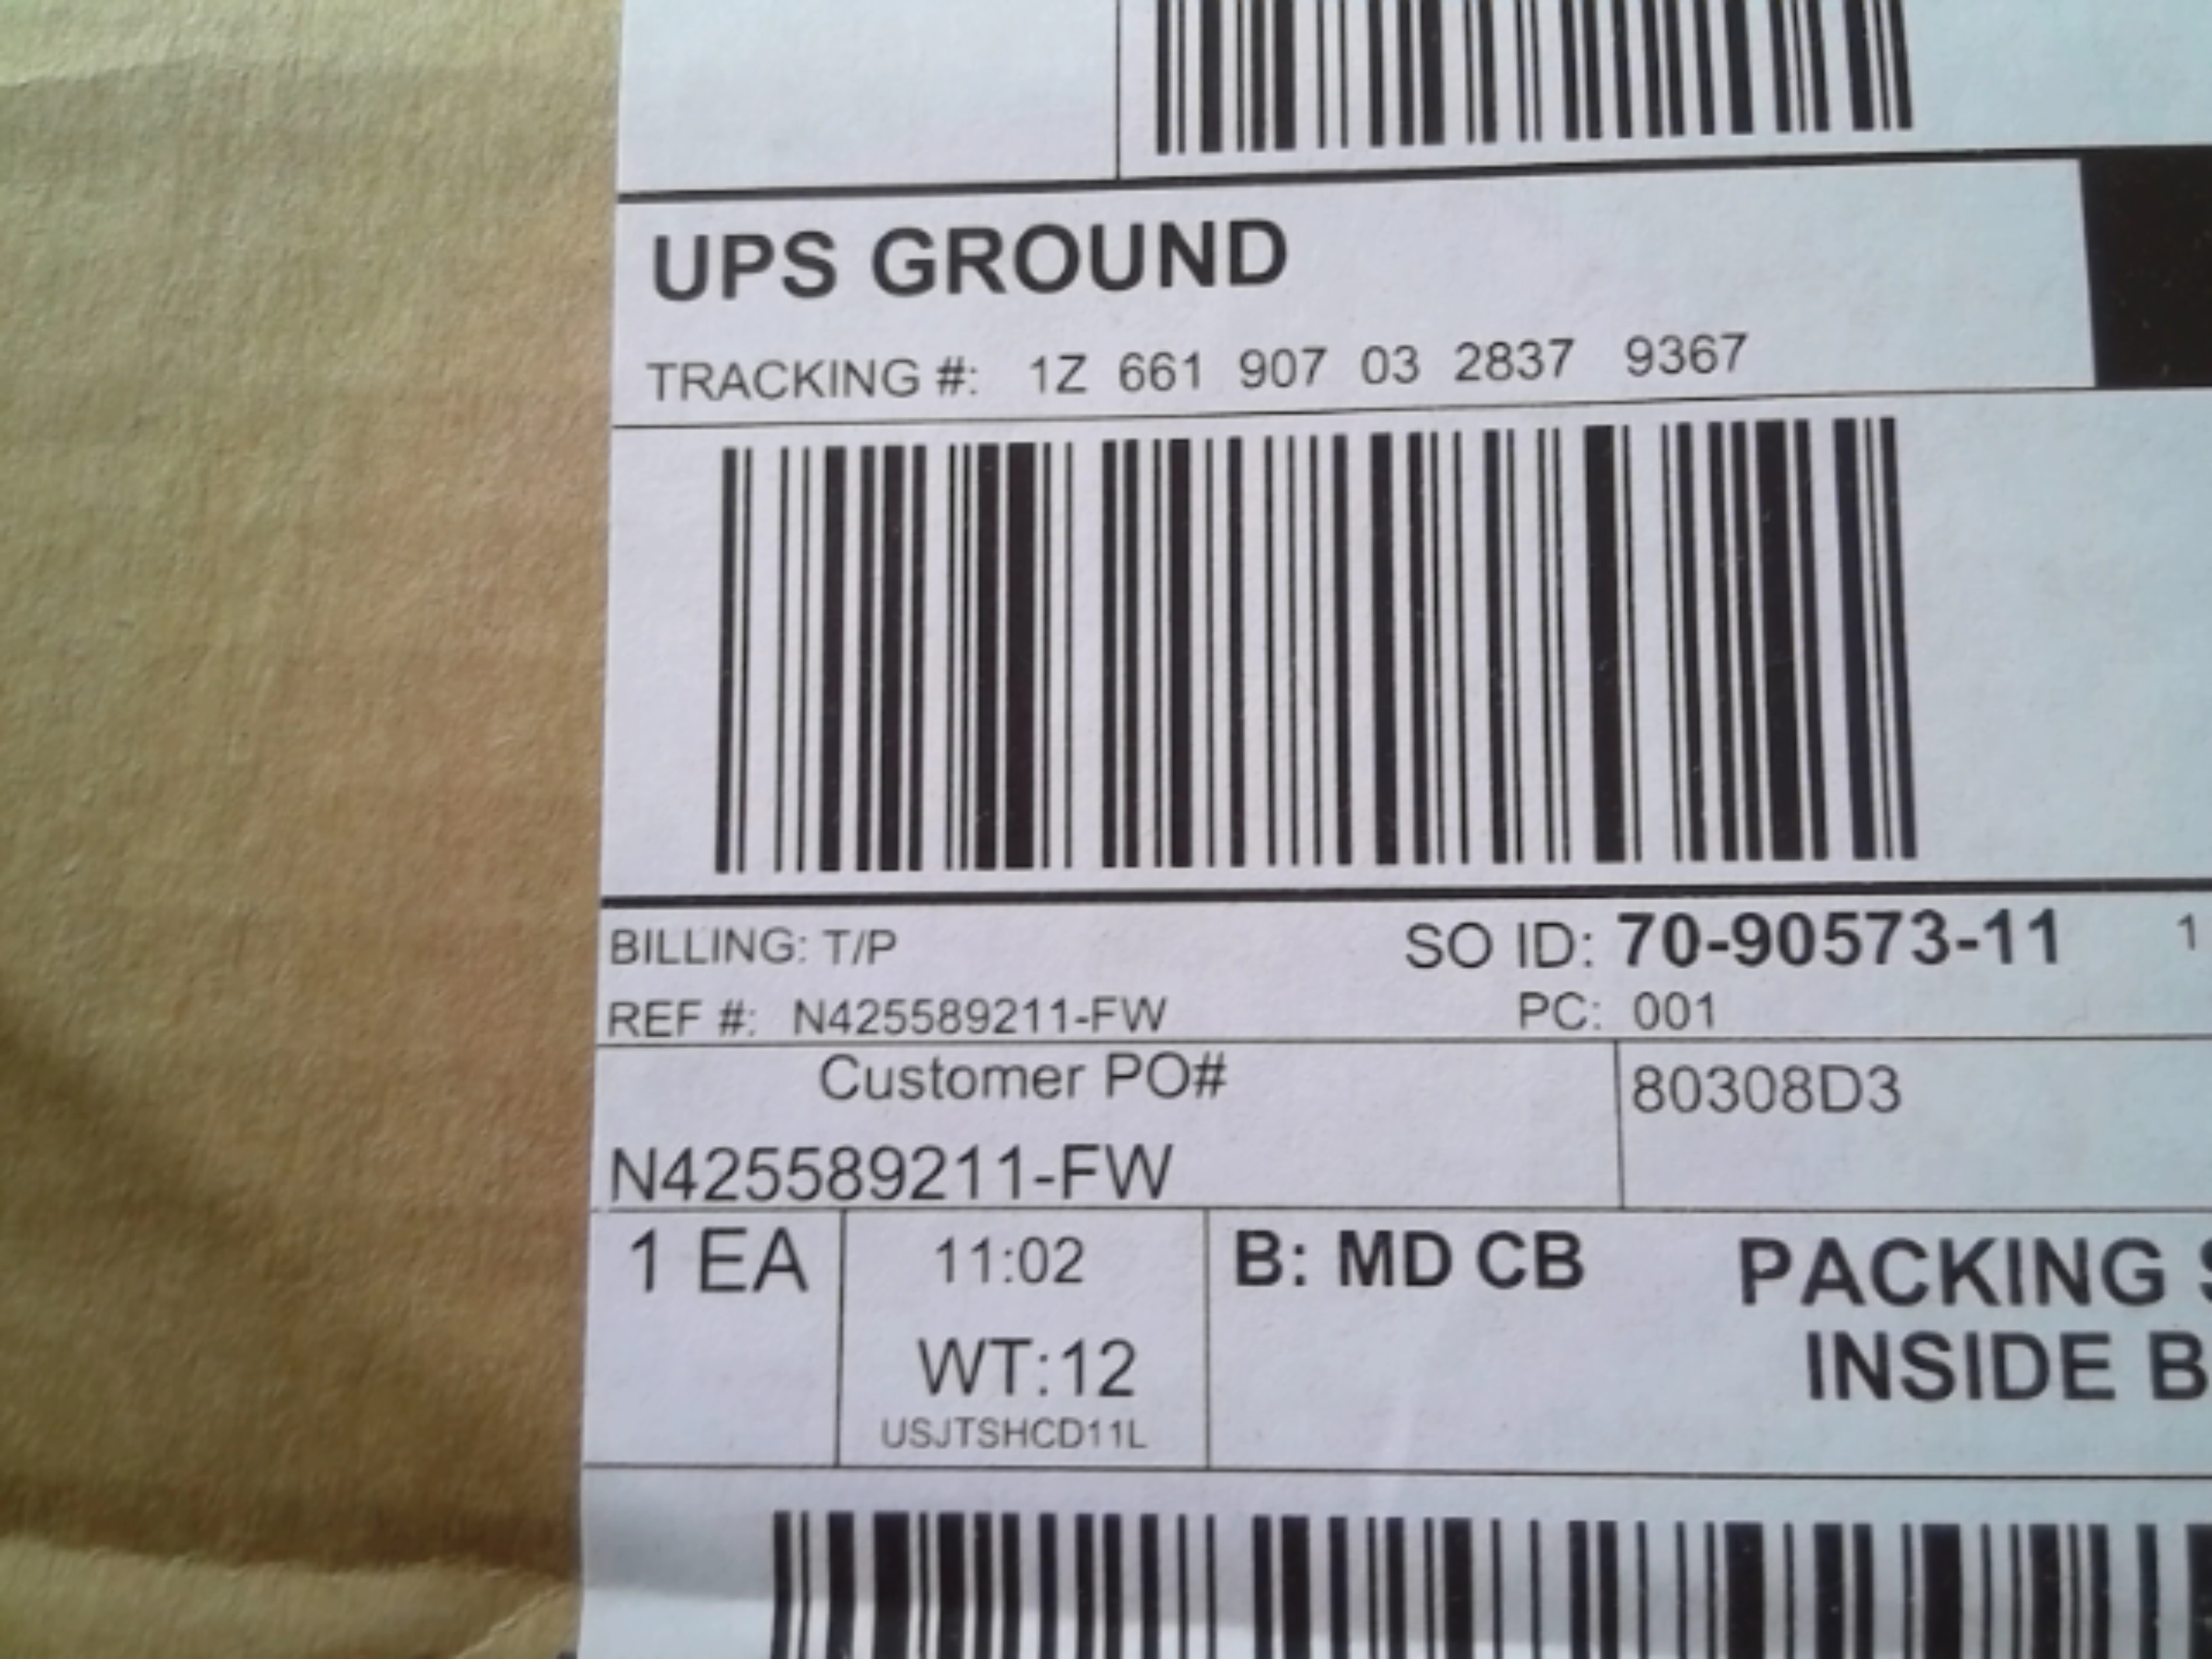 UPS GROUND
TRACKING #: 1Z 661 907 03 2837 9367
BILLING: T/P
SO ID: 70-90573-11
1
REF #: N425589211-FW
PC: 001
Customer PO#
80308D3
N425589211-FW
1 EA
11:02
B: MD CB
PACKING
INSIDE B
WT:12
USJTSHCD11L